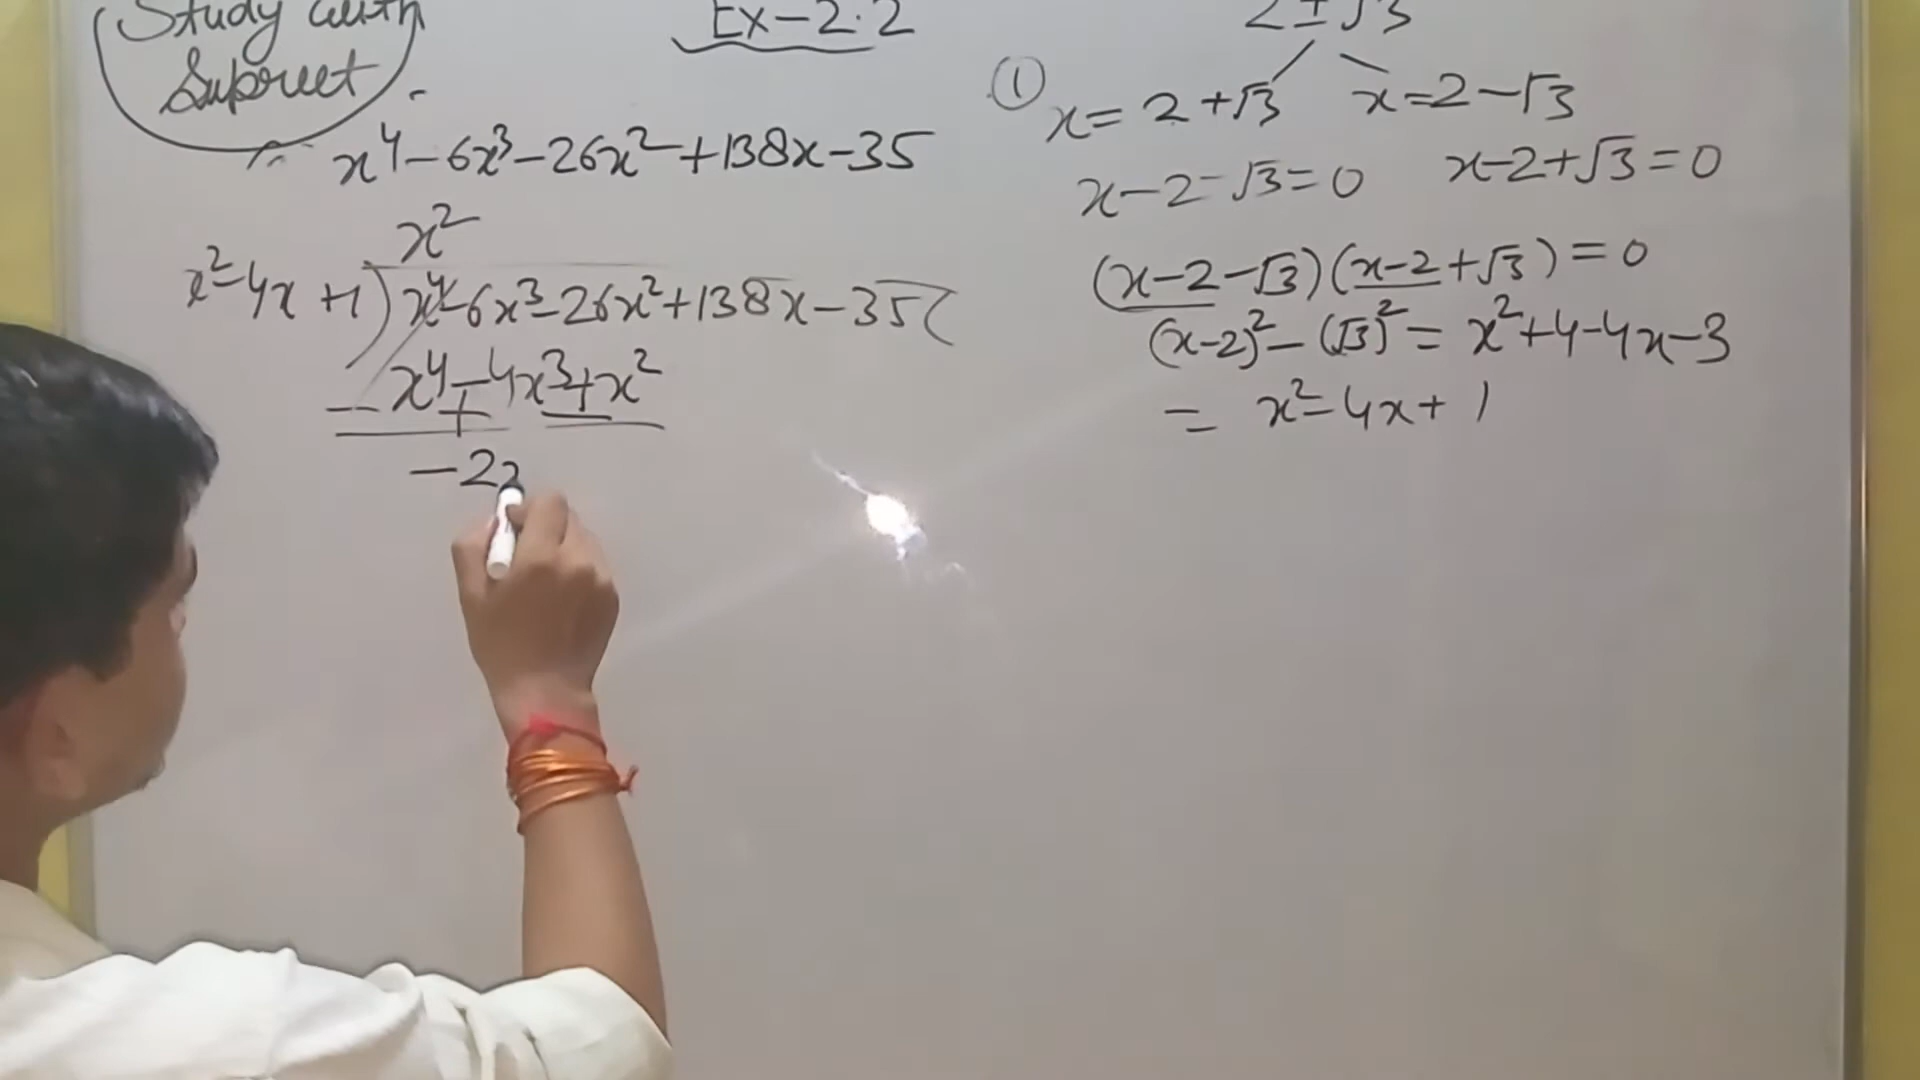 Study with
Supreet
Ex-2.2
x⁴-6x³-26x²+138x-35
x²
x²-4x+1)x⁴-6x³-26x²+138x-35(
x⁴-4x³+x²
- + -
-2x
2±√3
① x=2+√3 x=2-√3
x-2-√3=0 x-2+√3=0
(x-2-√3)(x-2+√3)=0
(x-2)²-(√3)²=x²+4-4x-3
= x²-4x+1